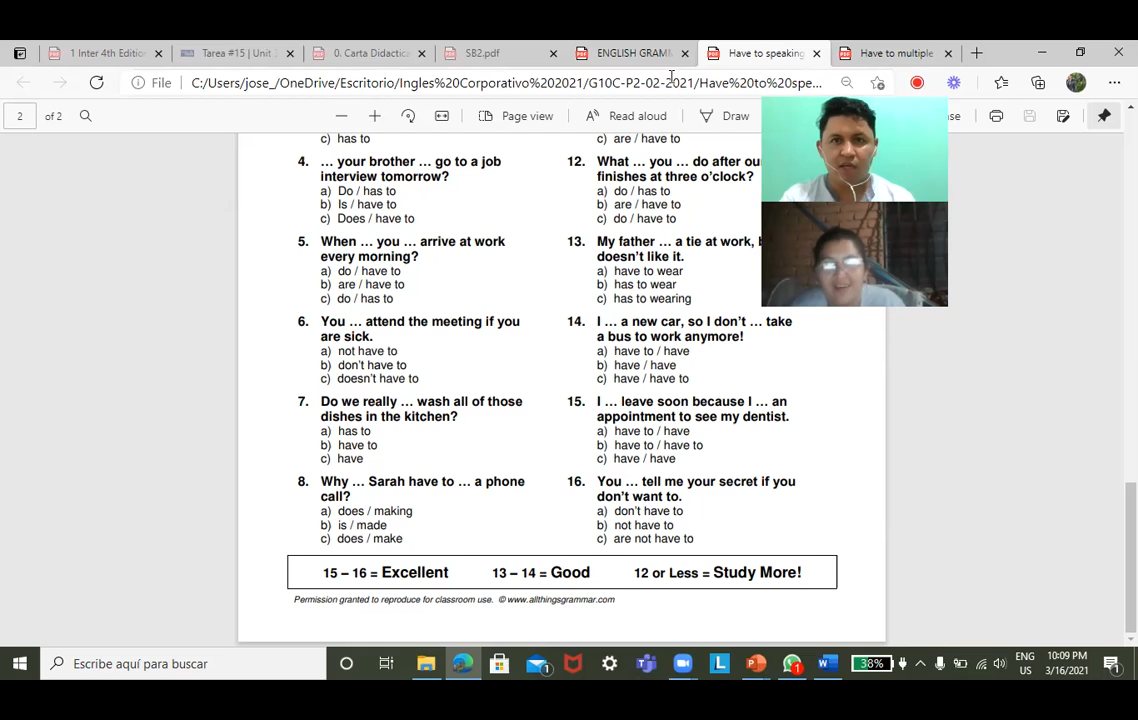 1 Inter 4th Edition
Tarea #15 | Unit
0. Carta Didactica
SB2.pdf
ENGLISH GRAMM
Have to speaking
Have to multiple
File
C:/Users/jose_/OneDrive/Escritorio/Ingles%20Corporativo%202021/G10C-P2-02-2021/Have%20to%20spe...
2 of 2
Page view
Read aloud
Draw
c) has to
4. ... your brother ... go to a job
interview tomorrow?
a) Do / has to
b) Is / have to
c) Does / have to
5. When ... you ... arrive at work
every morning?
a) do / have to
b) are / have to
c) do / has to
6. You ... attend the meeting if you
are sick.
a) not have to
b) don't have to
c) doesn't have to
7. Do we really ... wash all of those
dishes in the kitchen?
a) has to
b) have to
c) have
8. Why ... Sarah have to ... a phone
call?
a) does / making
b) is / made
c) does / make
c) are / have to
12. What ... you ... do after ou
finishes at three o'clock?
a) do / has to
b) are / have to
c) do / have to
13. My father ... a tie at work,
doesn't like it.
a) have to wear
b) has to wear
c) has to wearing
14. I ... a new car, so I don't ... take
a bus to work anymore!
a) have to / have
b) have / have
c) have / have to
15. I ... leave soon because I ... an
appointment to see my dentist.
a) have to / have
b) have to / have to
c) have / have
16. You ... tell me your secret if you
don't want to.
a) don't have to
b) not have to
c) are not have to
15 – 16 = Excellent 13 – 14 = Good 12 or Less = Study More!
Permission granted to reproduce for classroom use. © www.allthingsgrammar.com
Escribe aquí para buscar
1
L
1
38%
ENG
US
10:09 PM
3/16/2021
1